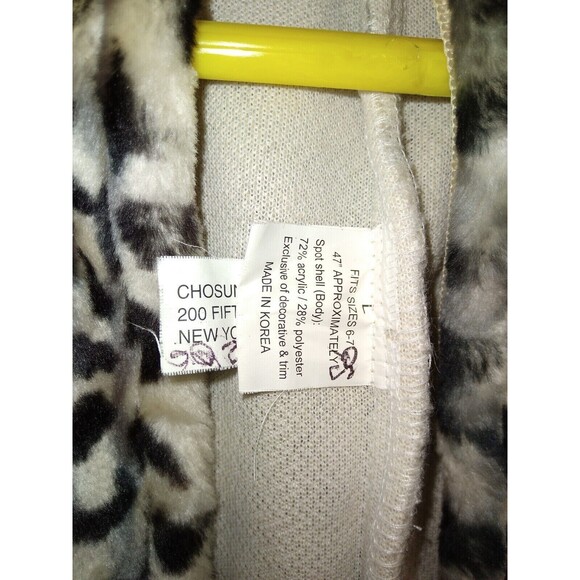 L
FITS SIZES 6-7
47" APPROXIMATELY
Spot shell (Body):
72% acrylic / 28% polyester
Exclusive of decorative & trim
MADE IN KOREA
CHOSUN
200 FIFT
NEW YO